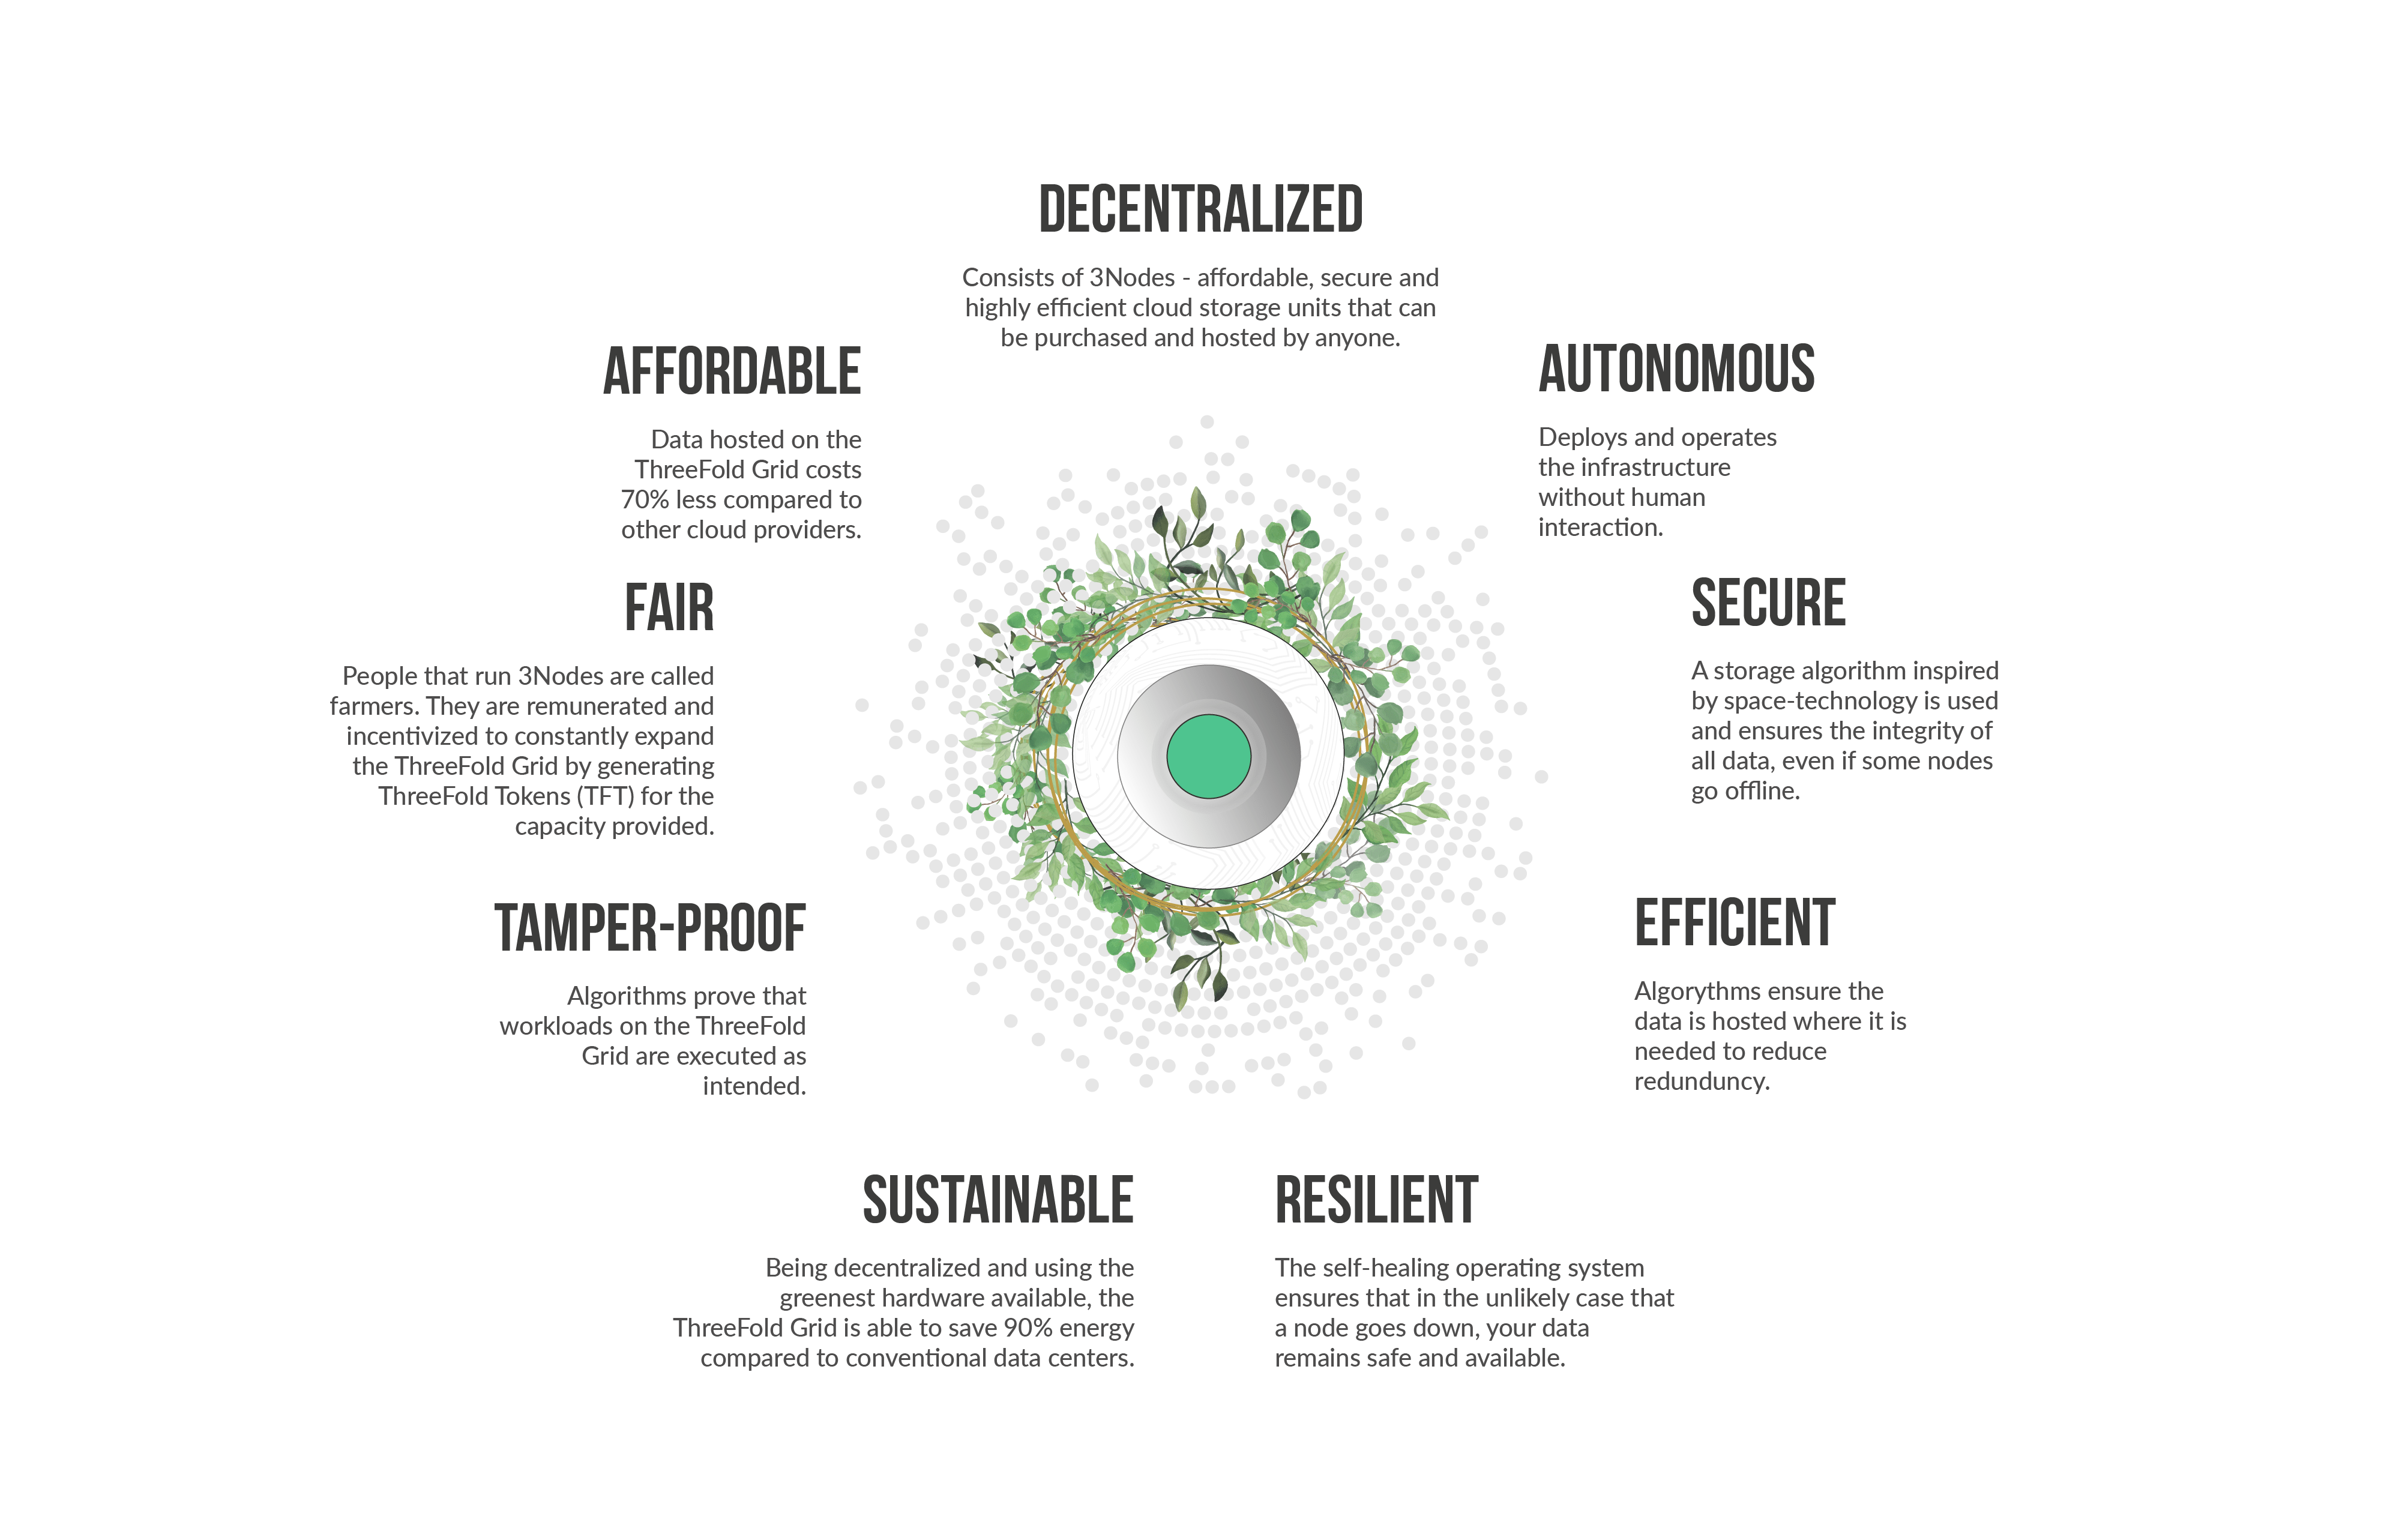 DECENTRALIZED
Consists of 3Nodes - affordable, secure and
highly efficient cloud storage units that can
be purchased and hosted by anyone.
AFFORDABLE
Data hosted on the
ThreeFold Grid costs
70% less compared to
other cloud providers.
AUTONOMOUS
Deploys and operates
the infrastructure
without human
interaction.
FAIR
People that run 3Nodes are called
farmers. They are remunerated and
incentivized to constantly expand
the ThreeFold Grid by generating
ThreeFold Tokens (TFT) for the
capacity provided.
SECURE
A storage algorithm inspired
by space-technology is used
and ensures the integrity of
all data, even if some nodes
go offline.
TAMPER-PROOF
Algorithms prove that
workloads on the ThreeFold
Grid are executed as
intended.
EFFICIENT
Algorythms ensure the
data is hosted where it is
needed to reduce
redunduncy.
SUSTAINABLE
Being decentralized and using the
greenest hardware available, the
ThreeFold Grid is able to save 90% energy
compared to conventional data centers.
RESILIENT
The self-healing operating system
ensures that in the unlikely case that
a node goes down, your data
remains safe and available.